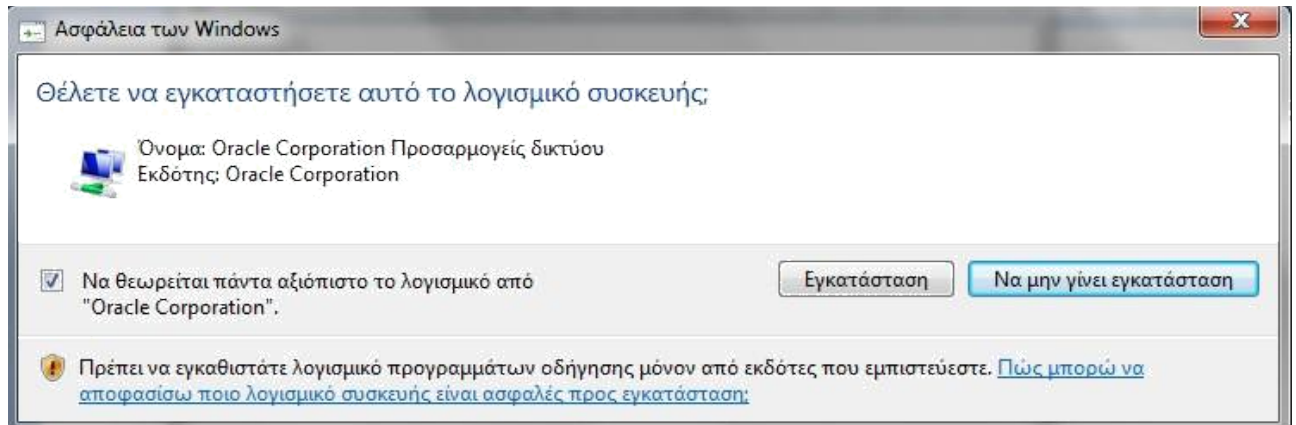 Ασφάλεια των Windows
Θέλετε να εγκαταστήσετε αυτό το λογισμικό συσκευής;
Όνομα: Oracle Corporation Προσαρμογείς δικτύου
Εκδότης: Oracle Corporation
Να θεωρείται πάντα αξιόπιστο το λογισμικό από
"Oracle Corporation".
Εγκατάσταση
Να μην γίνει εγκατάσταση
Πρέπει να εγκαθιστάτε λογισμικό προγραμμάτων οδήγησης μόνον από εκδότες που εμπιστεύεστε. Πώς μπορώ να
αποφασίσω ποιο λογισμικό συσκευής είναι ασφαλές προς εγκατάσταση;